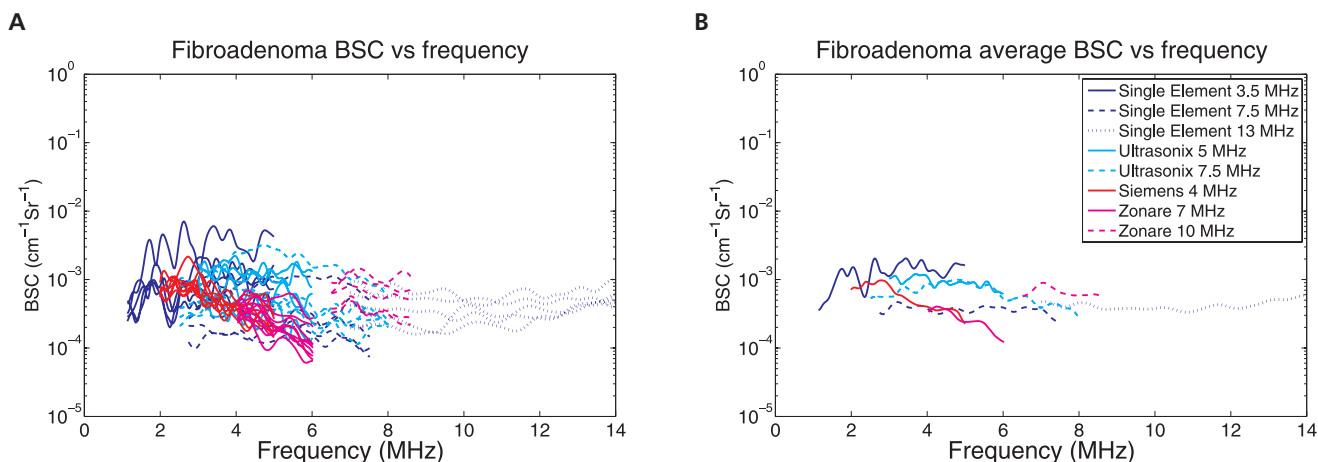 A
Fibroadenoma BSC vs frequency
10^0
10^-1
10^-2
10^-3
10^-4
10^-5
BSC (cm^-1Sr^-1)
0 2 4 6 8 10 12 14
Frequency (MHz)
B
Fibroadenoma average BSC vs frequency
10^0
10^-1
10^-2
10^-3
10^-4
10^-5
BSC (cm^-1Sr^-1)
Single Element 3.5 MHz
Single Element 7.5 MHz
Single Element 13 MHz
Ultrasonix 5 MHz
Ultrasonix 7.5 MHz
Siemens 4 MHz
Zonare 7 MHz
Zonare 10 MHz
0 2 4 6 8 10 12 14
Frequency (MHz)